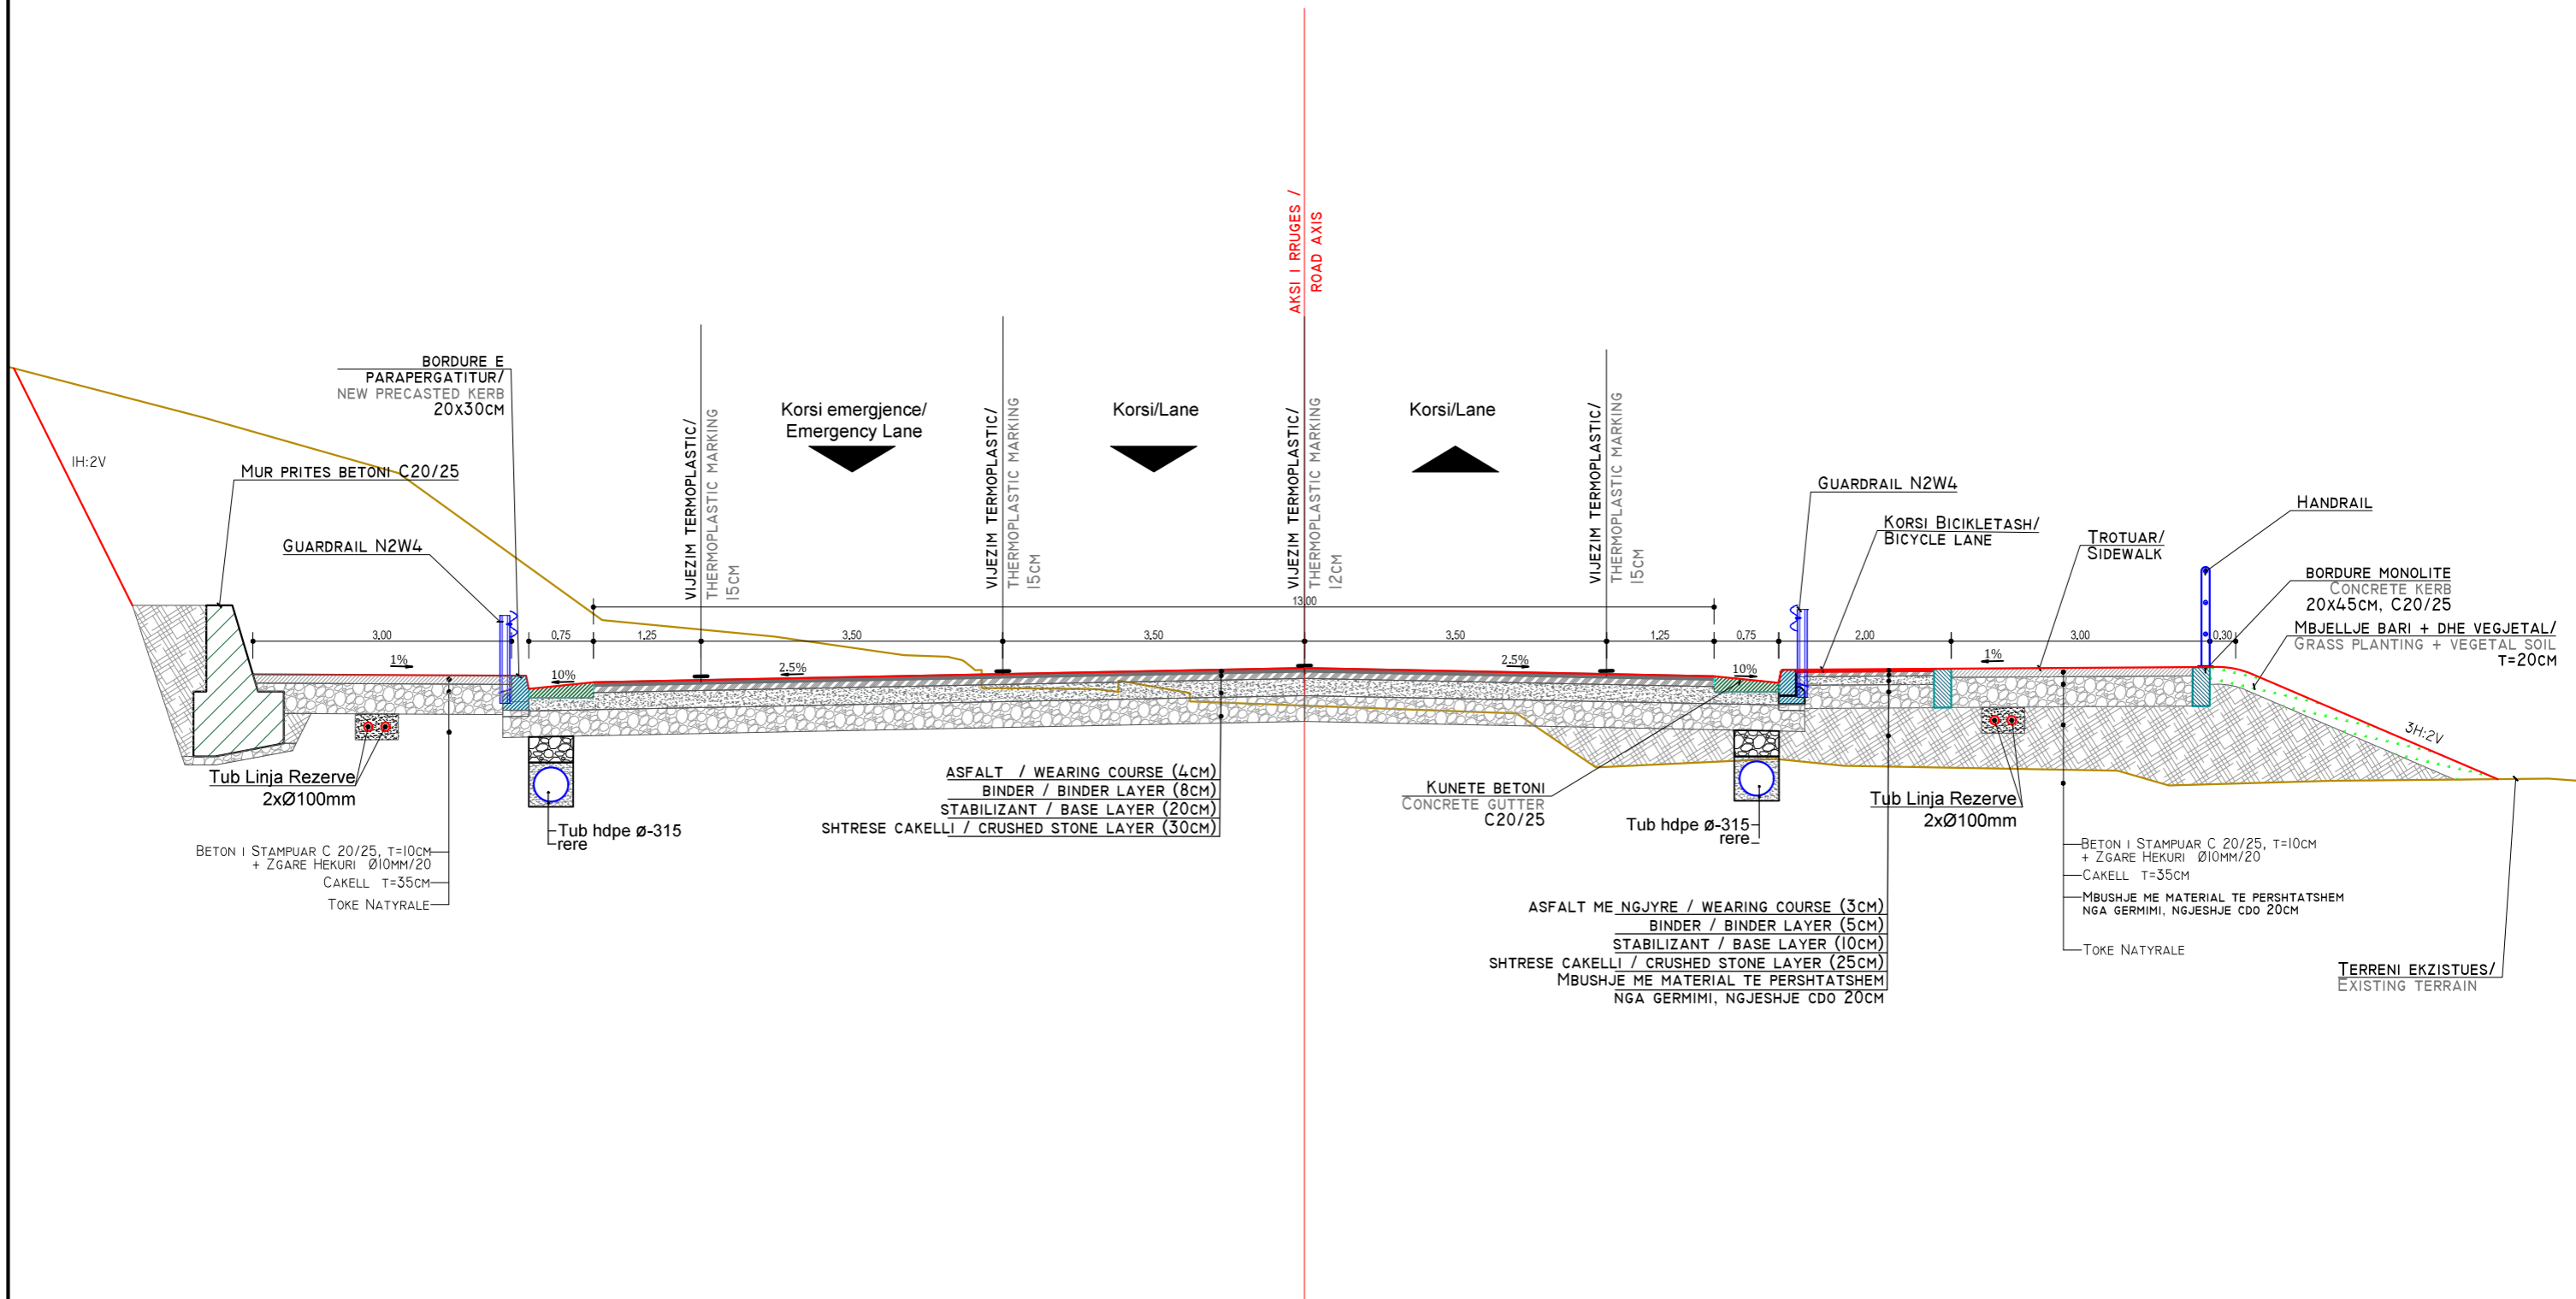 AKSI I RRUGES /
ROAD AXIS
BORDURE E
PARAPERGATITUR/
NEW PRECASTED KERB
20X30CM
1H:2V
MUR PRITES BETONI C20/25
GUARDRAIL N2W4
VIJEZIM TERMOPLASTIC/
THERMOPLASTIC MARKING
15CM
Korsi emergjence/
Emergency Lane
VIJEZIM TERMOPLASTIC/
THERMOPLASTIC MARKING
15CM
Korsi/Lane
VIJEZIM TERMOPLASTIC/
THERMOPLASTIC MARKING
12CM
Korsi/Lane
VIJEZIM TERMOPLASTIC/
THERMOPLASTIC MARKING
15CM
GUARDRAIL N2W4
KORSI BICIKLETASH/
BICYCLE LANE
TROTUAR/
SIDEWALK
HANDRAIL
BORDURE MONOLITE
CONCRETE KERB
20X45CM, C20/25
MBJELLJE BARI + DHE VEGJETAL/
GRASS PLANTING + VEGETAL SOIL
T=20CM
13.00
3.00 0.75 1.25 3.50 3.50 3.50 1.25 0.75 2.00 3.00 0.30
1% 10% 2.5% 2.5% 10% 1%
3H:2V
Tub Linja Rezerve
2xØ100mm
Tub hdpe ø-315
rere
BETON I STAMPUAR C 20/25, T=10CM
+ ZGARE HEKURI Ø10MM/20
CAKELL T=35CM
TOKE NATYRALE
ASFALT / WEARING COURSE (4CM)
BINDER / BINDER LAYER (8CM)
STABILIZANT / BASE LAYER (20CM)
SHTRESE CAKELLI / CRUSHED STONE LAYER (30CM)
KUNETE BETONI
CONCRETE GUTTER
C20/25
Tub hdpe ø-315
rere
Tub Linja Rezerve
2xØ100mm
ASFALT ME NGJYRE / WEARING COURSE (3CM)
BINDER / BINDER LAYER (5CM)
STABILIZANT / BASE LAYER (10CM)
SHTRESE CAKELLI / CRUSHED STONE LAYER (25CM)
MBUSHJE ME MATERIAL TE PERSHTATSHEM
NGA GERMIMI, NGJESHJE CDO 20CM
BETON I STAMPUAR C 20/25, T=10CM
+ ZGARE HEKURI Ø10MM/20
CAKELL T=35CM
MBUSHJE ME MATERIAL TE PERSHTATSHEM
NGA GERMIMI, NGJESHJE CDO 20CM
TOKE NATYRALE
TERRENI EKZISTUES/
EXISTING TERRAIN